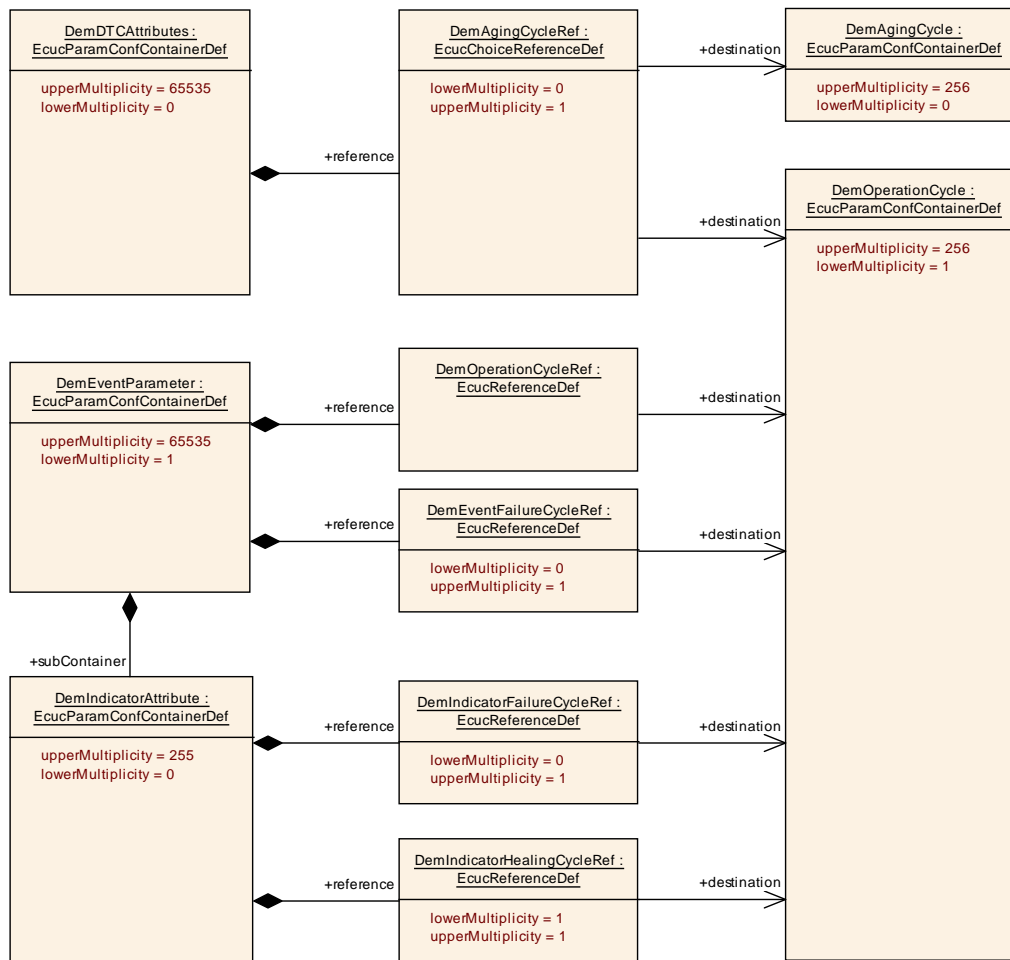 DemDTCAttributes :
EcucParamConfContainerDef
upperMultiplicity = 65535
lowerMultiplicity = 0
+reference
DemAgingCycleRef :
EcucChoiceReferenceDef
lowerMultiplicity = 0
upperMultiplicity = 1
+destination
DemAgingCycle :
EcucParamConfContainerDef
upperMultiplicity = 256
lowerMultiplicity = 0
+destination
DemOperationCycle :
EcucParamConfContainerDef
upperMultiplicity = 256
lowerMultiplicity = 1
DemEventParameter :
EcucParamConfContainerDef
upperMultiplicity = 65535
lowerMultiplicity = 1
+reference
DemOperationCycleRef :
EcucReferenceDef
+destination
+reference
DemEventFailureCycleRef :
EcucReferenceDef
lowerMultiplicity = 0
upperMultiplicity = 1
+destination
+subContainer
DemIndicatorAttribute :
EcucParamConfContainerDef
upperMultiplicity = 255
lowerMultiplicity = 0
+reference
DemIndicatorFailureCycleRef :
EcucReferenceDef
lowerMultiplicity = 0
upperMultiplicity = 1
+destination
+reference
DemIndicatorHealingCycleRef :
EcucReferenceDef
lowerMultiplicity = 1
upperMultiplicity = 1
+destination